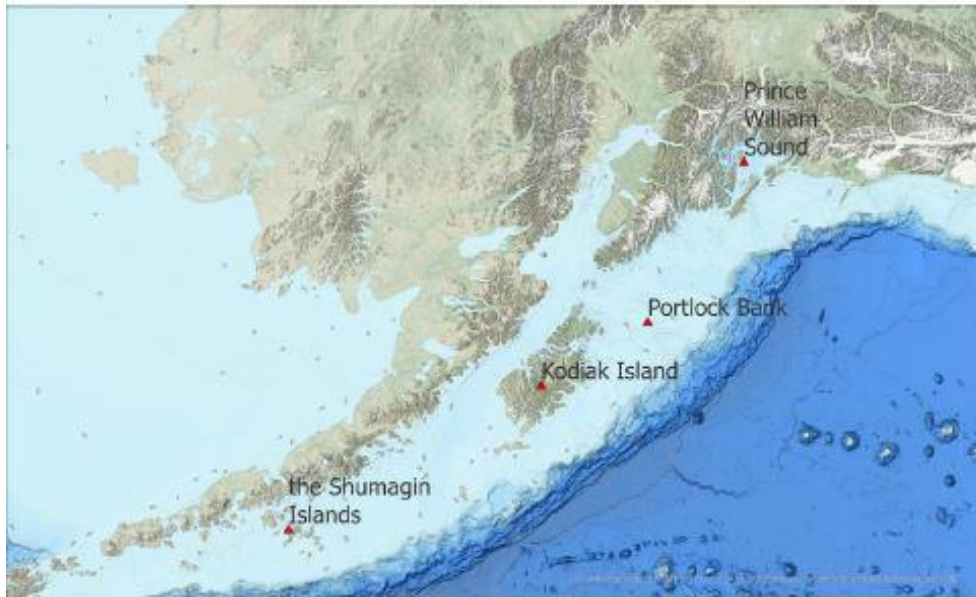 Prince
William
Sound
Portlock Bank
Kodiak Island
the Shumagin
Islands